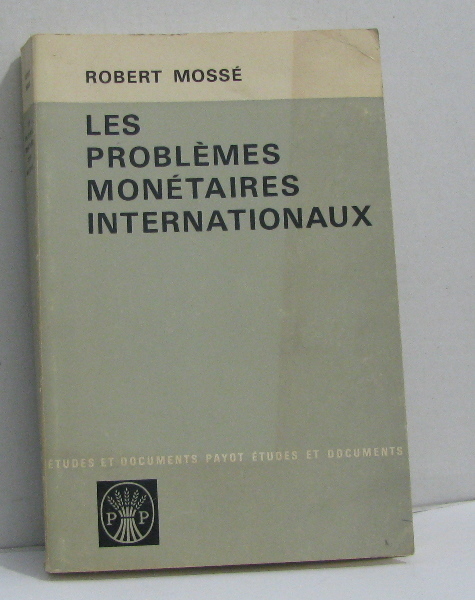 ROBERT MOSSÉ
LES
PROBLÈMES
MONÉTAIRES
INTERNATIONAUX
ÉTUDES ET DOCUMENTS PAYOT ÉTUDES ET DOCUMENTS
P P